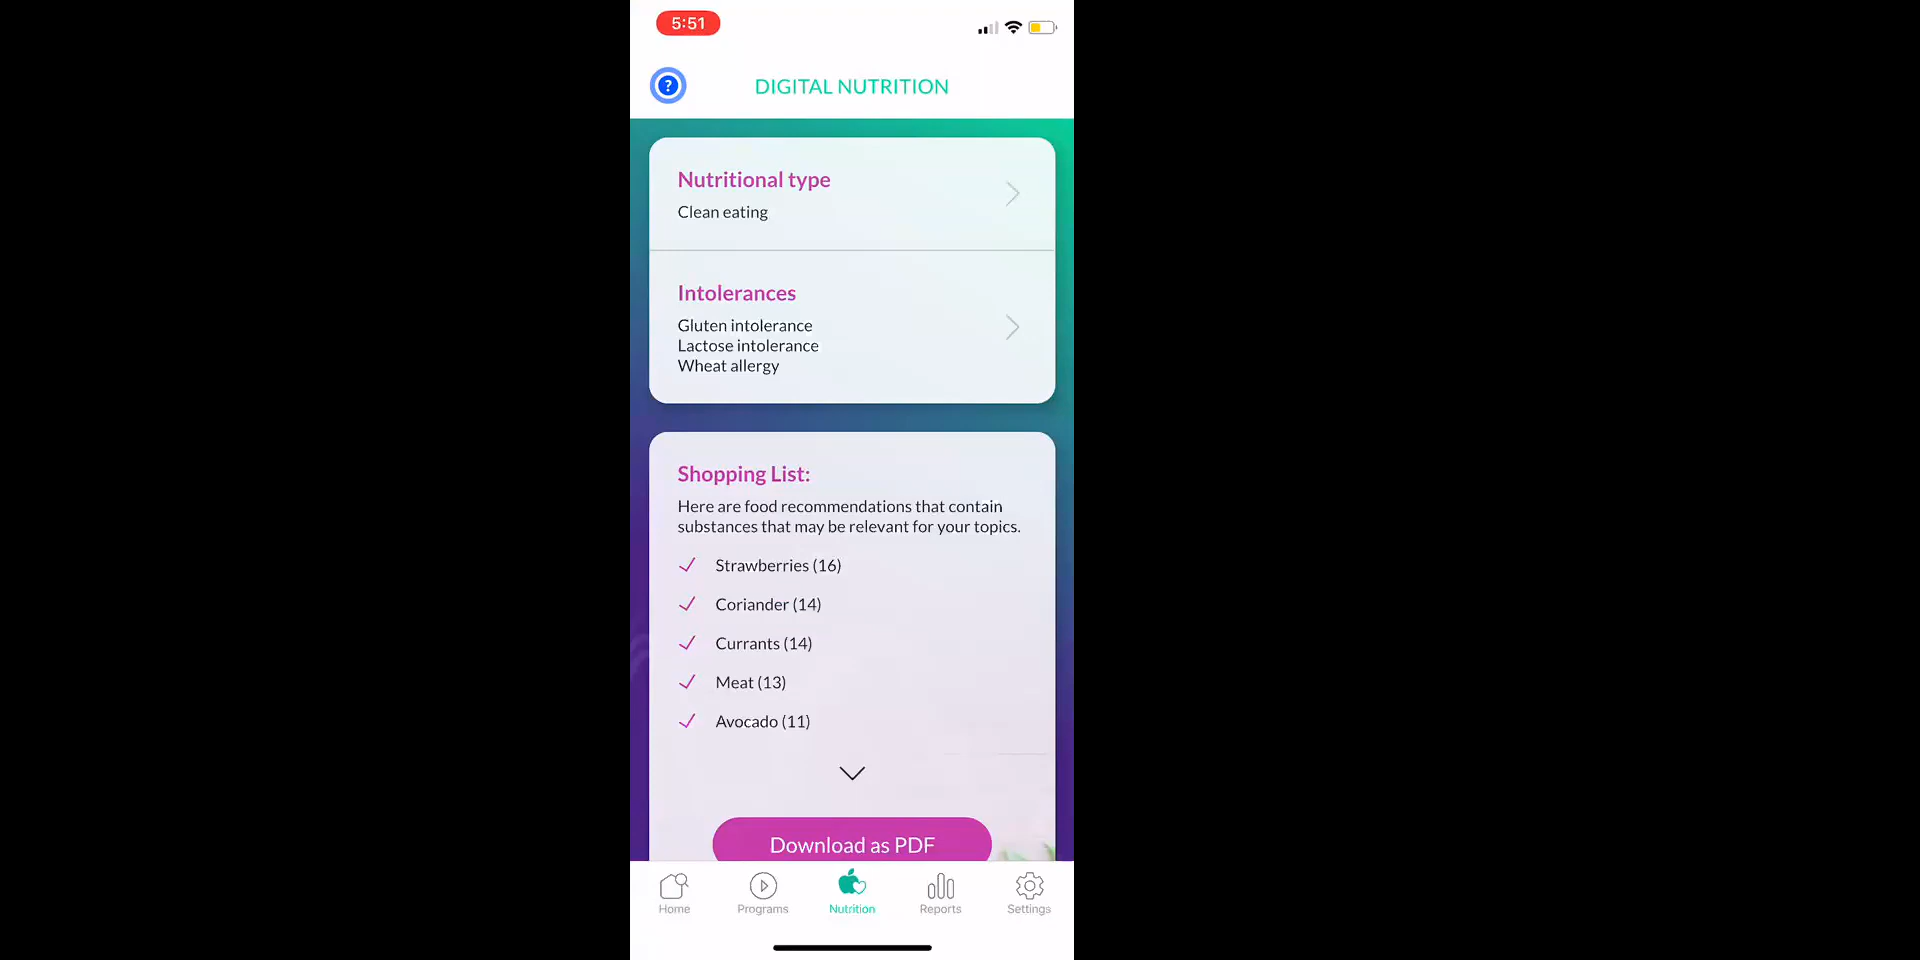 5:51
?
DIGITAL NUTRITION
Nutritional type
Clean eating
Intolerances
Gluten intolerance
Lactose intolerance
Wheat allergy
Shopping List:
Here are food recommendations that contain
substances that may be relevant for your topics.
Strawberries (16)
Coriander (14)
Currants (14)
Meat (13)
Avocado (11)
Download as PDF
Home Programs Nutrition Reports Settings